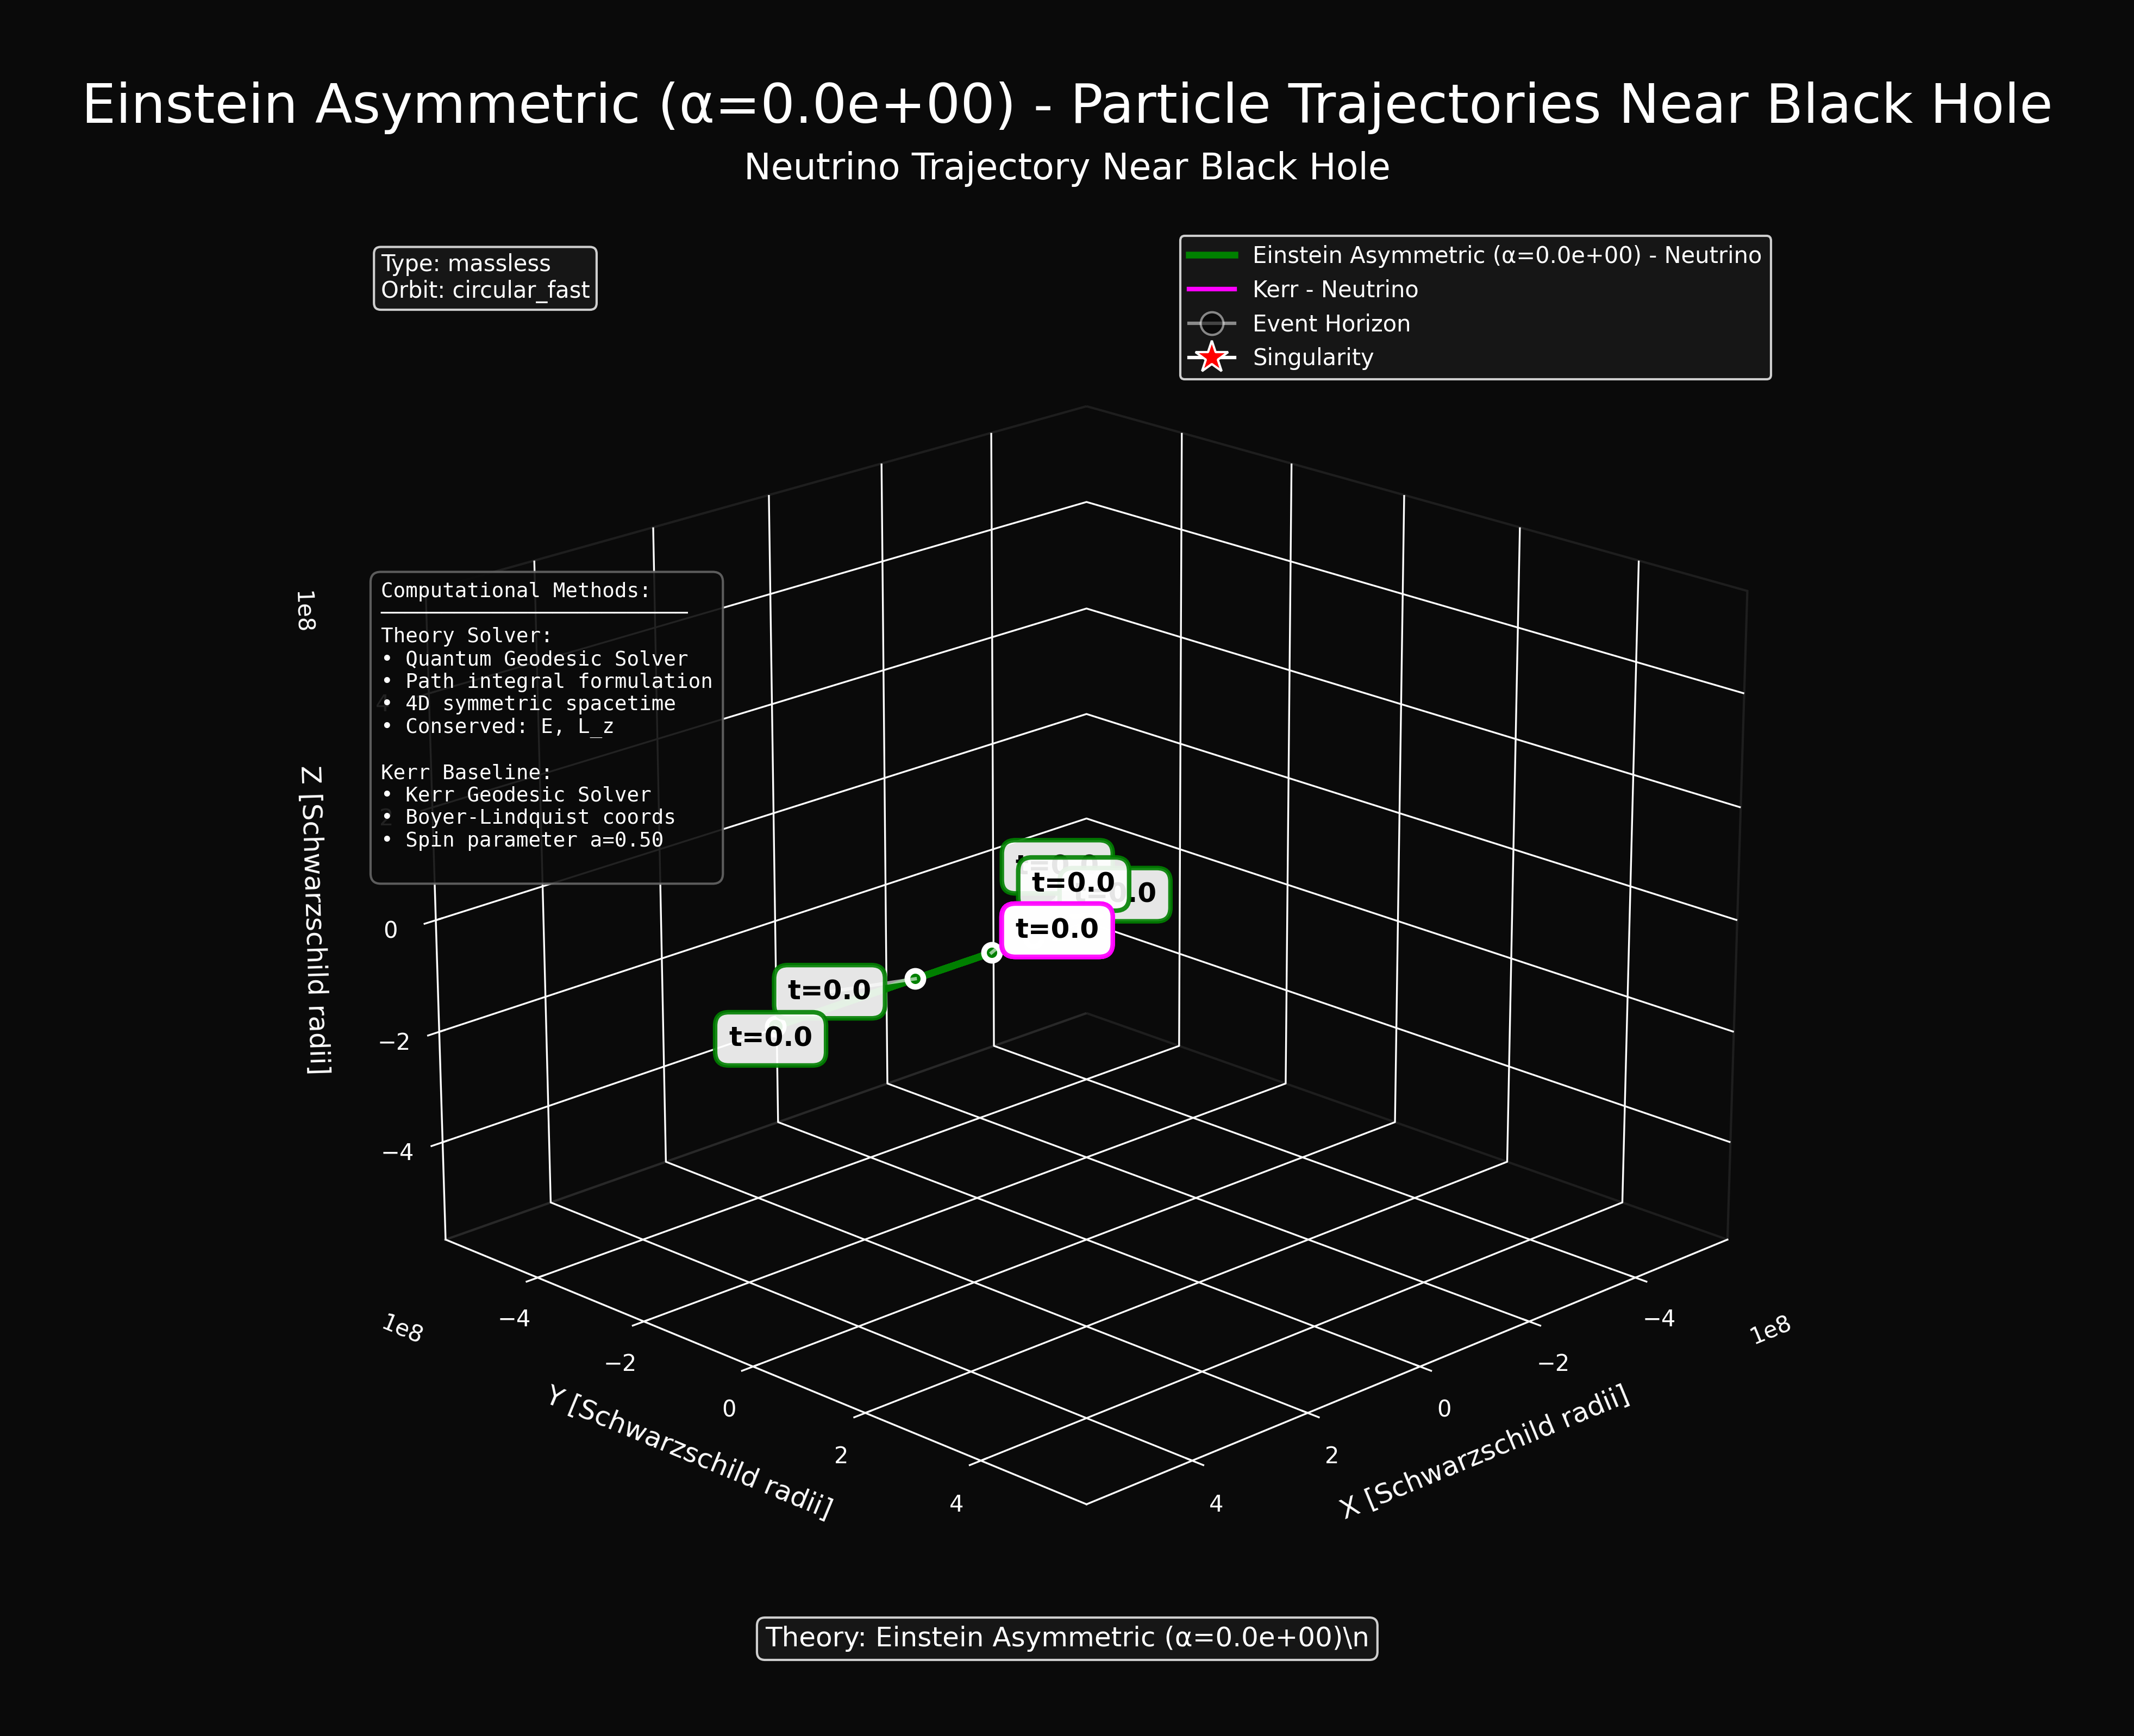 Einstein Asymmetric (α=0.0e+00) - Particle Trajectories Near Black Hole
Neutrino Trajectory Near Black Hole
Type: massless
Orbit: circular_fast
Einstein Asymmetric (α=0.0e+00) - Neutrino
Kerr - Neutrino
Event Horizon
Singularity
Computational Methods:
Theory Solver:
• Quantum Geodesic Solver
• Path integral formulation
• 4D symmetric spacetime
• Conserved: E, L_z
Kerr Baseline:
• Kerr Geodesic Solver
• Boyer-Lindquist coords
• Spin parameter a=0.50
1e8
4
2
0
−2
−4
Z [Schwarzschild radii]
t=0.0
t=0.0
t=0.0
t=0.0
t=0.0
t=0.0
1e8
−4
−2
0
2
4
Y [Schwarzschild radii]
4
2
0
−2
−4
1e8
X [Schwarzschild radii]
Theory: Einstein Asymmetric (α=0.0e+00)\n